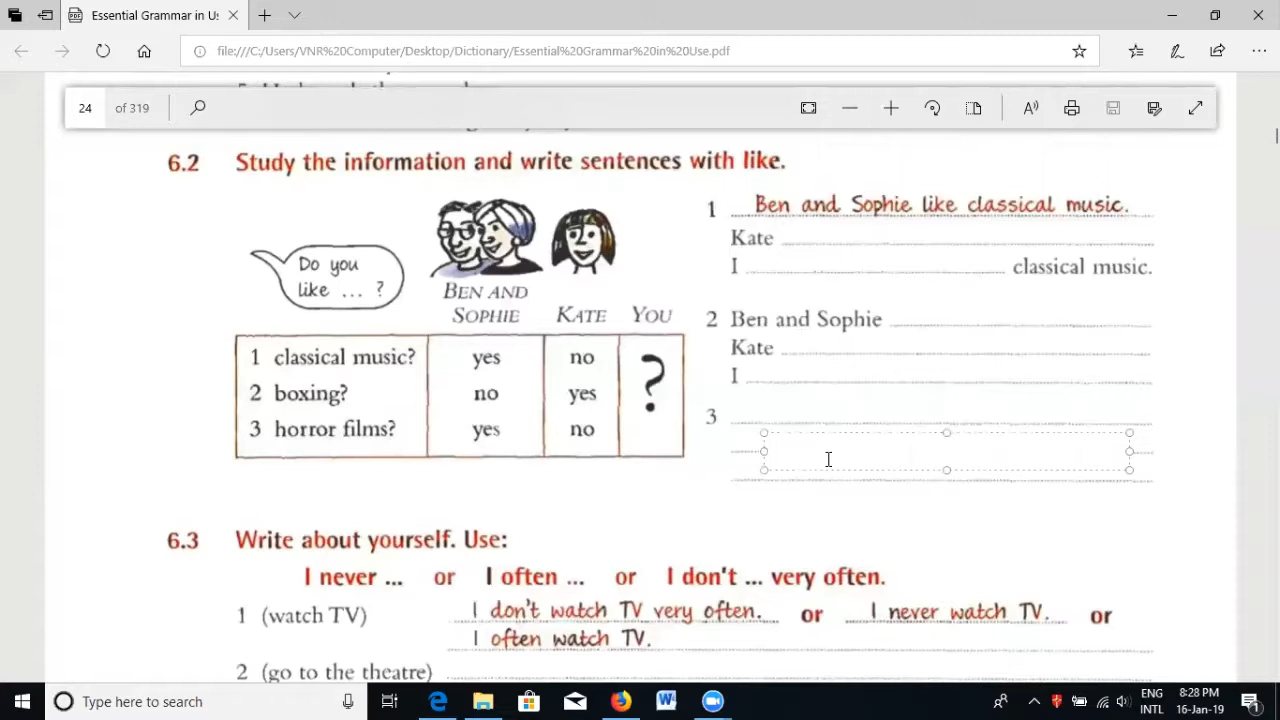 Essential Grammar in Us
file:///C:/Users/VNR%20Computer/Desktop/Dictionary/Essential%20Grammar%20in%20Use.pdf
24 of 319
6.2 Study the information and write sentences with like.
Do you
like ... ?
BEN AND
SOPHIE KATE YOU
1 classical music? yes no ?
2 boxing? no yes
3 horror films? yes no
1 Ben and Sophie like classical music.
Kate
I classical music.
2 Ben and Sophie
Kate
I
3
6.3 Write about yourself. Use:
I never ... or I often ... or I don't ... very often.
1 (watch TV) I don't watch TV very often. or I never watch TV. or
I often watch TV.
2 (go to the theatre)
Type here to search
ENG 8:28 PM
INTL 16-Jan-19